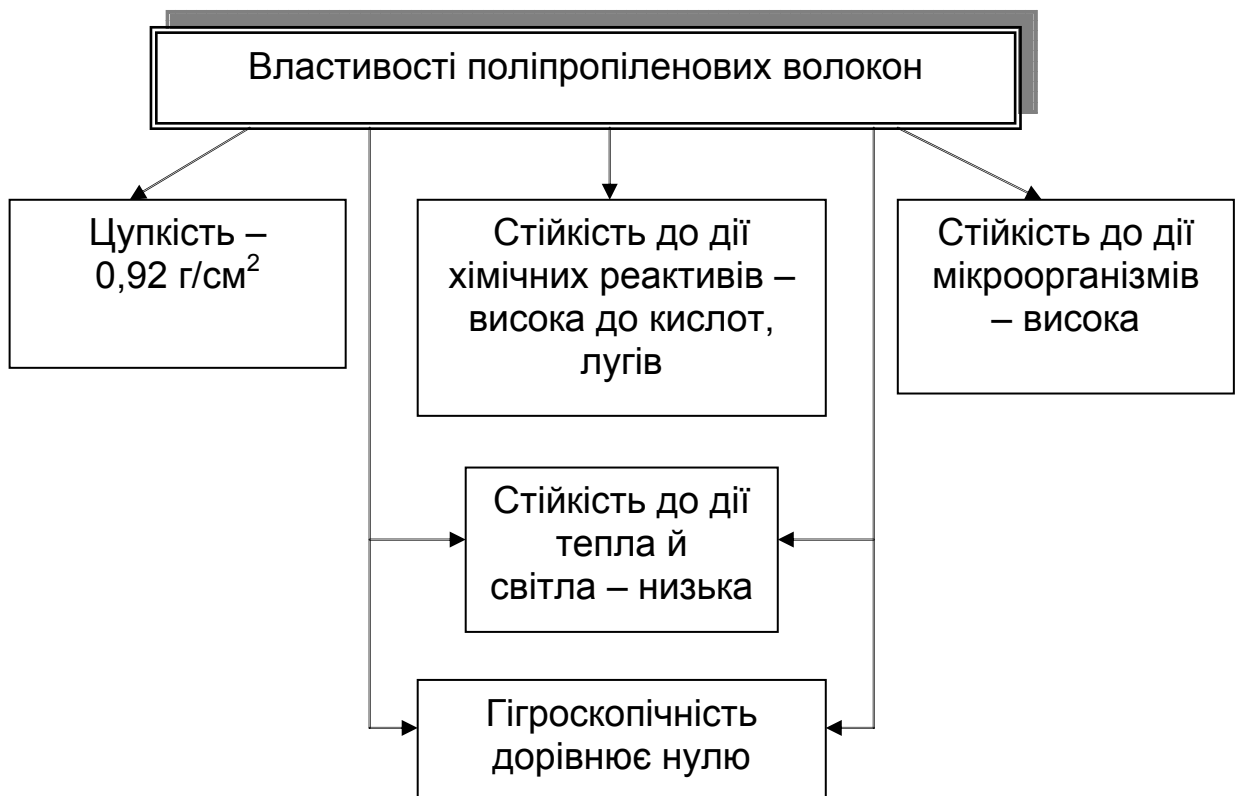 Властивості поліпропіленових волокон
Цупкість –
0,92 г/см²
Стійкість до дії
хімічних реактивів –
висока до кислот,
лугів
Стійкість до дії
мікроорганізмів
– висока
Стійкість до дії
тепла й
світла – низька
Гігроскопічність
дорівнює нулю